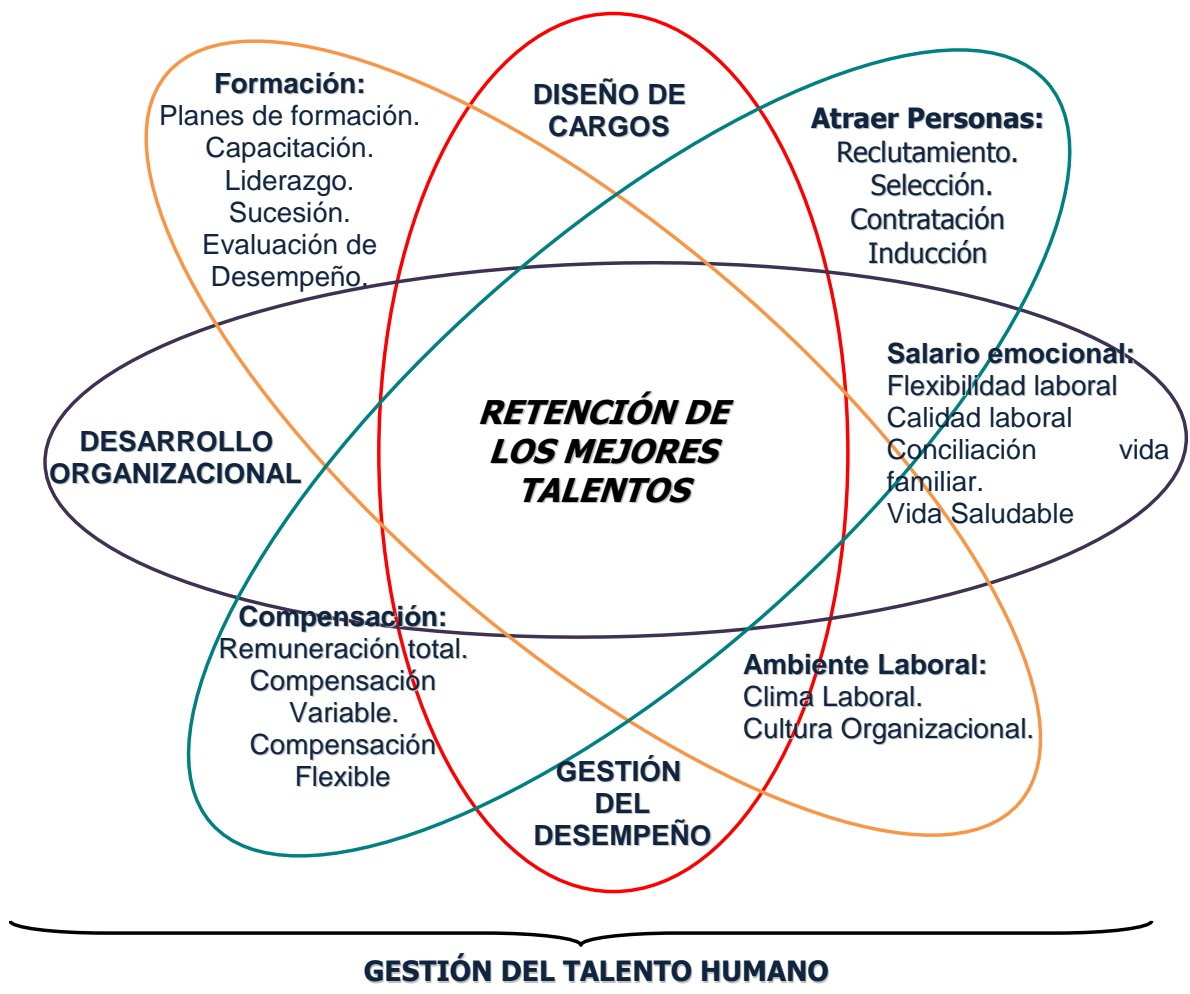 Formación:
Planes de formación.
Capacitación.
Liderazgo.
Sucesión.
Evaluación de
Desempeño.
DISEÑO DE
CARGOS
Atraer Personas:
Reclutamiento.
Selección.
Contratación
Inducción
DESARROLLO
ORGANIZACIONAL
RETENCIÓN DE
LOS MEJORES
TALENTOS
Salario emocional:
Flexibilidad laboral
Calidad laboral
Conciliación vida
familiar.
Vida Saludable
Compensación:
Remuneración total.
Compensación
Variable.
Compensación
Flexible
GESTIÓN
DEL
DESEMPEÑO
Ambiente Laboral:
Clima Laboral.
Cultura Organizacional.
GESTIÓN DEL TALENTO HUMANO